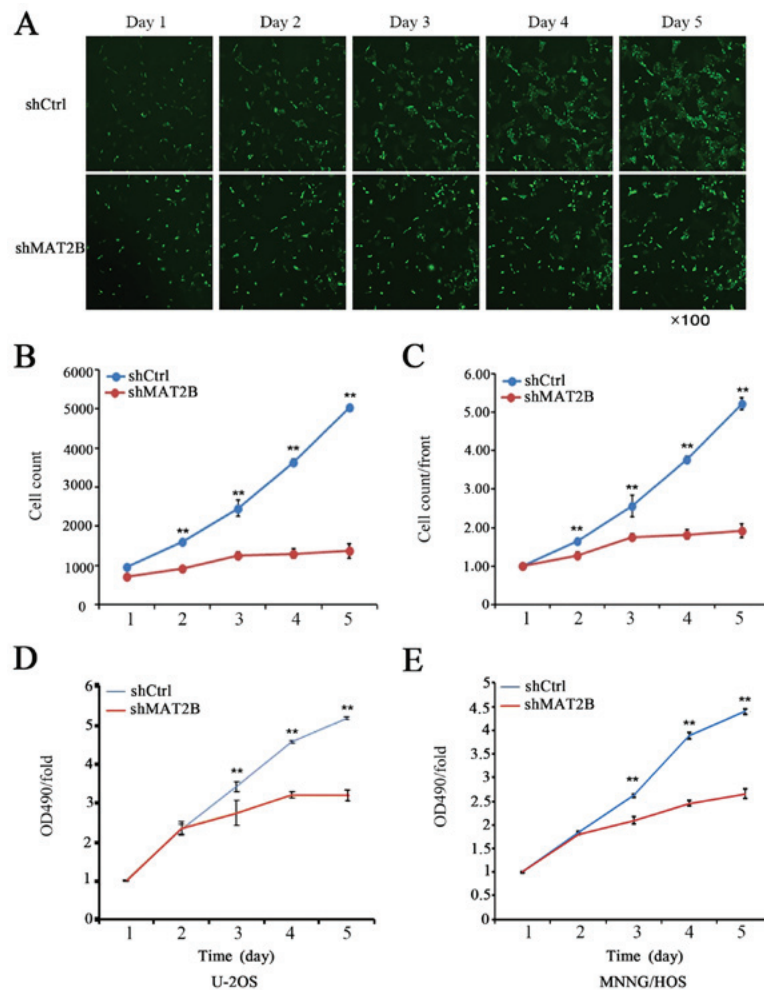 A
Day 1 Day 2 Day 3 Day 4 Day 5
shCtrl
shMAT2B
×100
B
shCtrl
shMAT2B
Cell count
6000
5000
4000
3000
2000
1000
0
** ** ** **
1 2 3 4 5
C
shCtrl
shMAT2B
Cell count/front
6.00
5.00
4.00
3.00
2.00
1.00
0.00
** ** ** **
1 2 3 4 5
D
shCtrl
shMAT2B
OD490/fold
6
5
4
3
2
1
0
** ** **
1 2 3 4 5
Time (day)
U-2OS
E
shCtrl
shMAT2B
OD490/fold
5
4.5
4
3.5
3
2.5
2
1.5
1
0.5
0
** ** **
1 2 3 4 5
Time (day)
MNNG/HOS